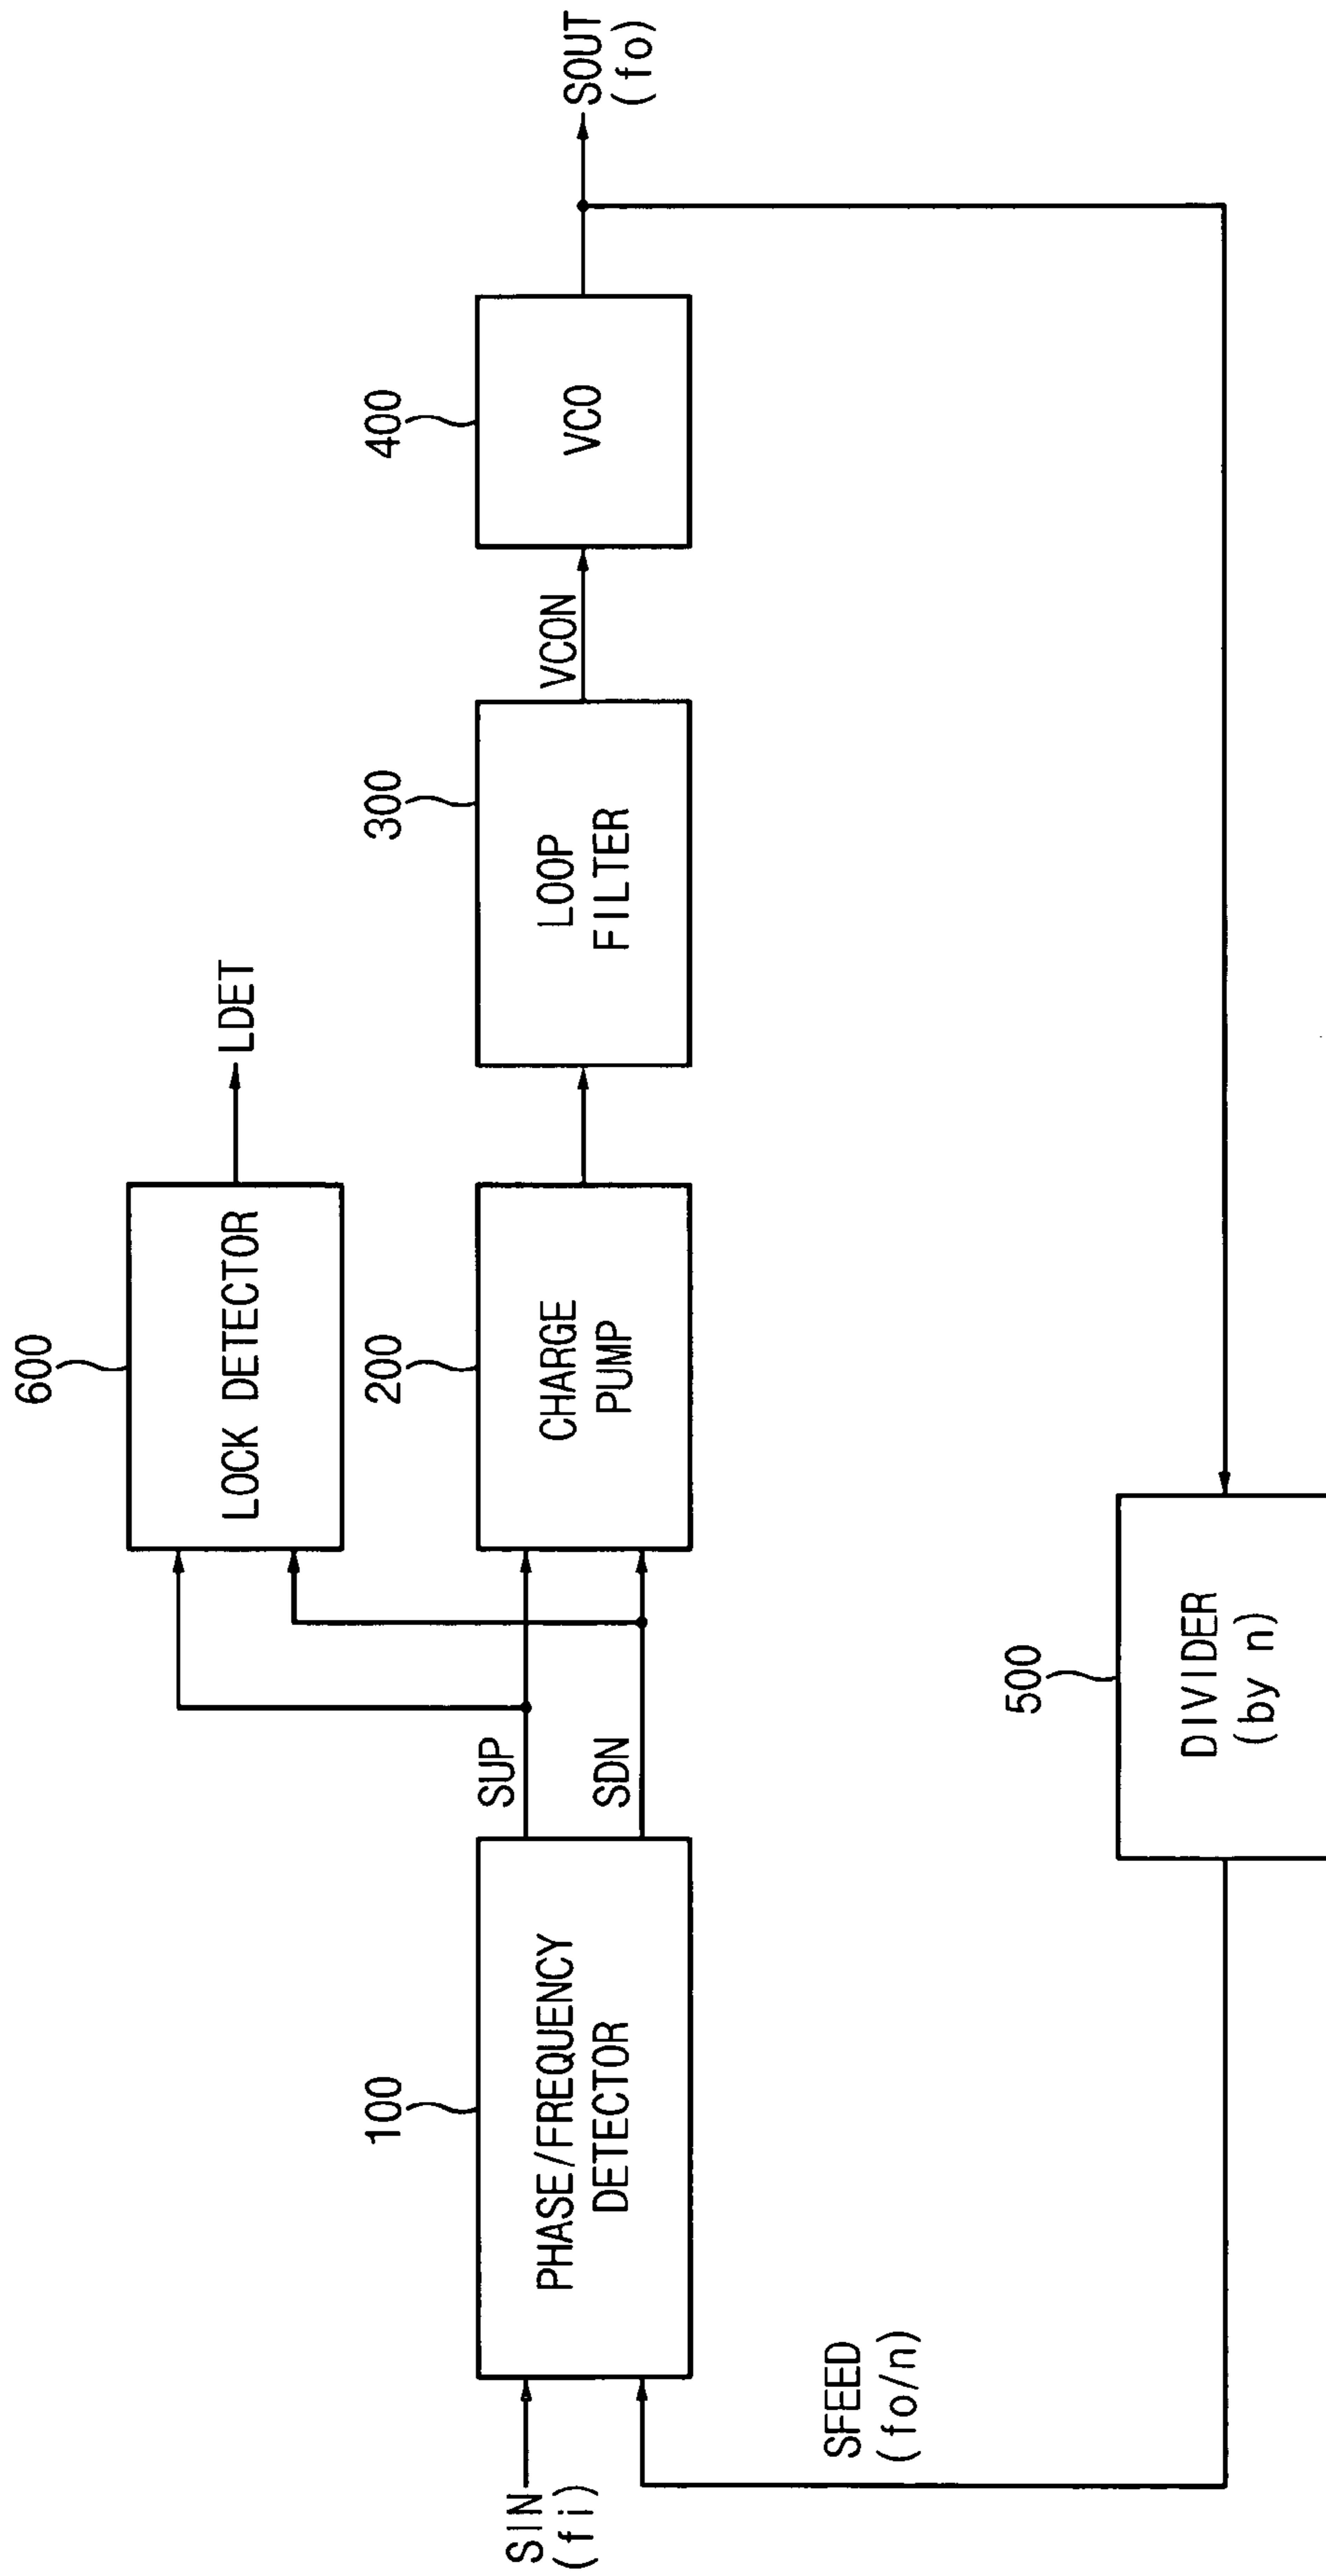 600
LOCK DETECTOR
LDET
100
PHASE/FREQUENCY
DETECTOR
SIN
(fi)
SUP
SDN
200
CHARGE
PUMP
300
LOOP
FILTER
VCON
400
VCO
SOUT
(fo)
SFEED
(fo/n)
500
DIVIDER
(by n)